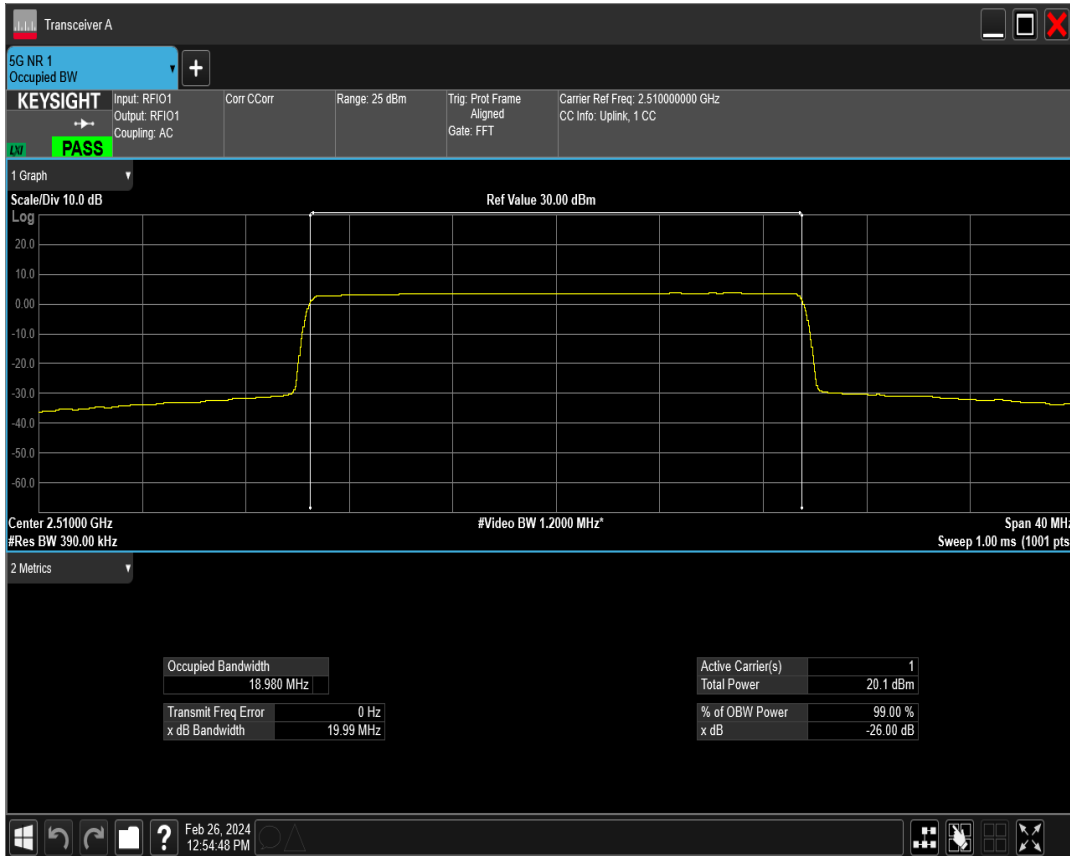 Transceiver A
5G NR 1
Occupied BW
KEYSIGHT
LXI
PASS
Input: RFIO1
Output: RFIO1
Coupling: AC
Corr CCorr
Range: 25 dBm
Trig: Prot Frame
Aligned
Gate: FFT
Carrier Ref Freq: 2.510000000 GHz
CC Info: Uplink, 1 CC
1 Graph
Scale/Div 10.0 dB
Ref Value 30.00 dBm
Log
20.0
10.0
0.00
-10.0
-20.0
-30.0
-40.0
-50.0
-60.0
Center 2.51000 GHz
#Video BW 1.2000 MHz*
Span 40 MHz
#Res BW 390.00 kHz
Sweep 1.00 ms (1001 pts
2 Metrics
Occupied Bandwidth
18.980 MHz
Transmit Freq Error 0 Hz
x dB Bandwidth 19.99 MHz
Active Carrier(s) 1
Total Power 20.1 dBm
% of OBW Power 99.00 %
x dB -26.00 dB
?
Feb 26, 2024
12:54:48 PM